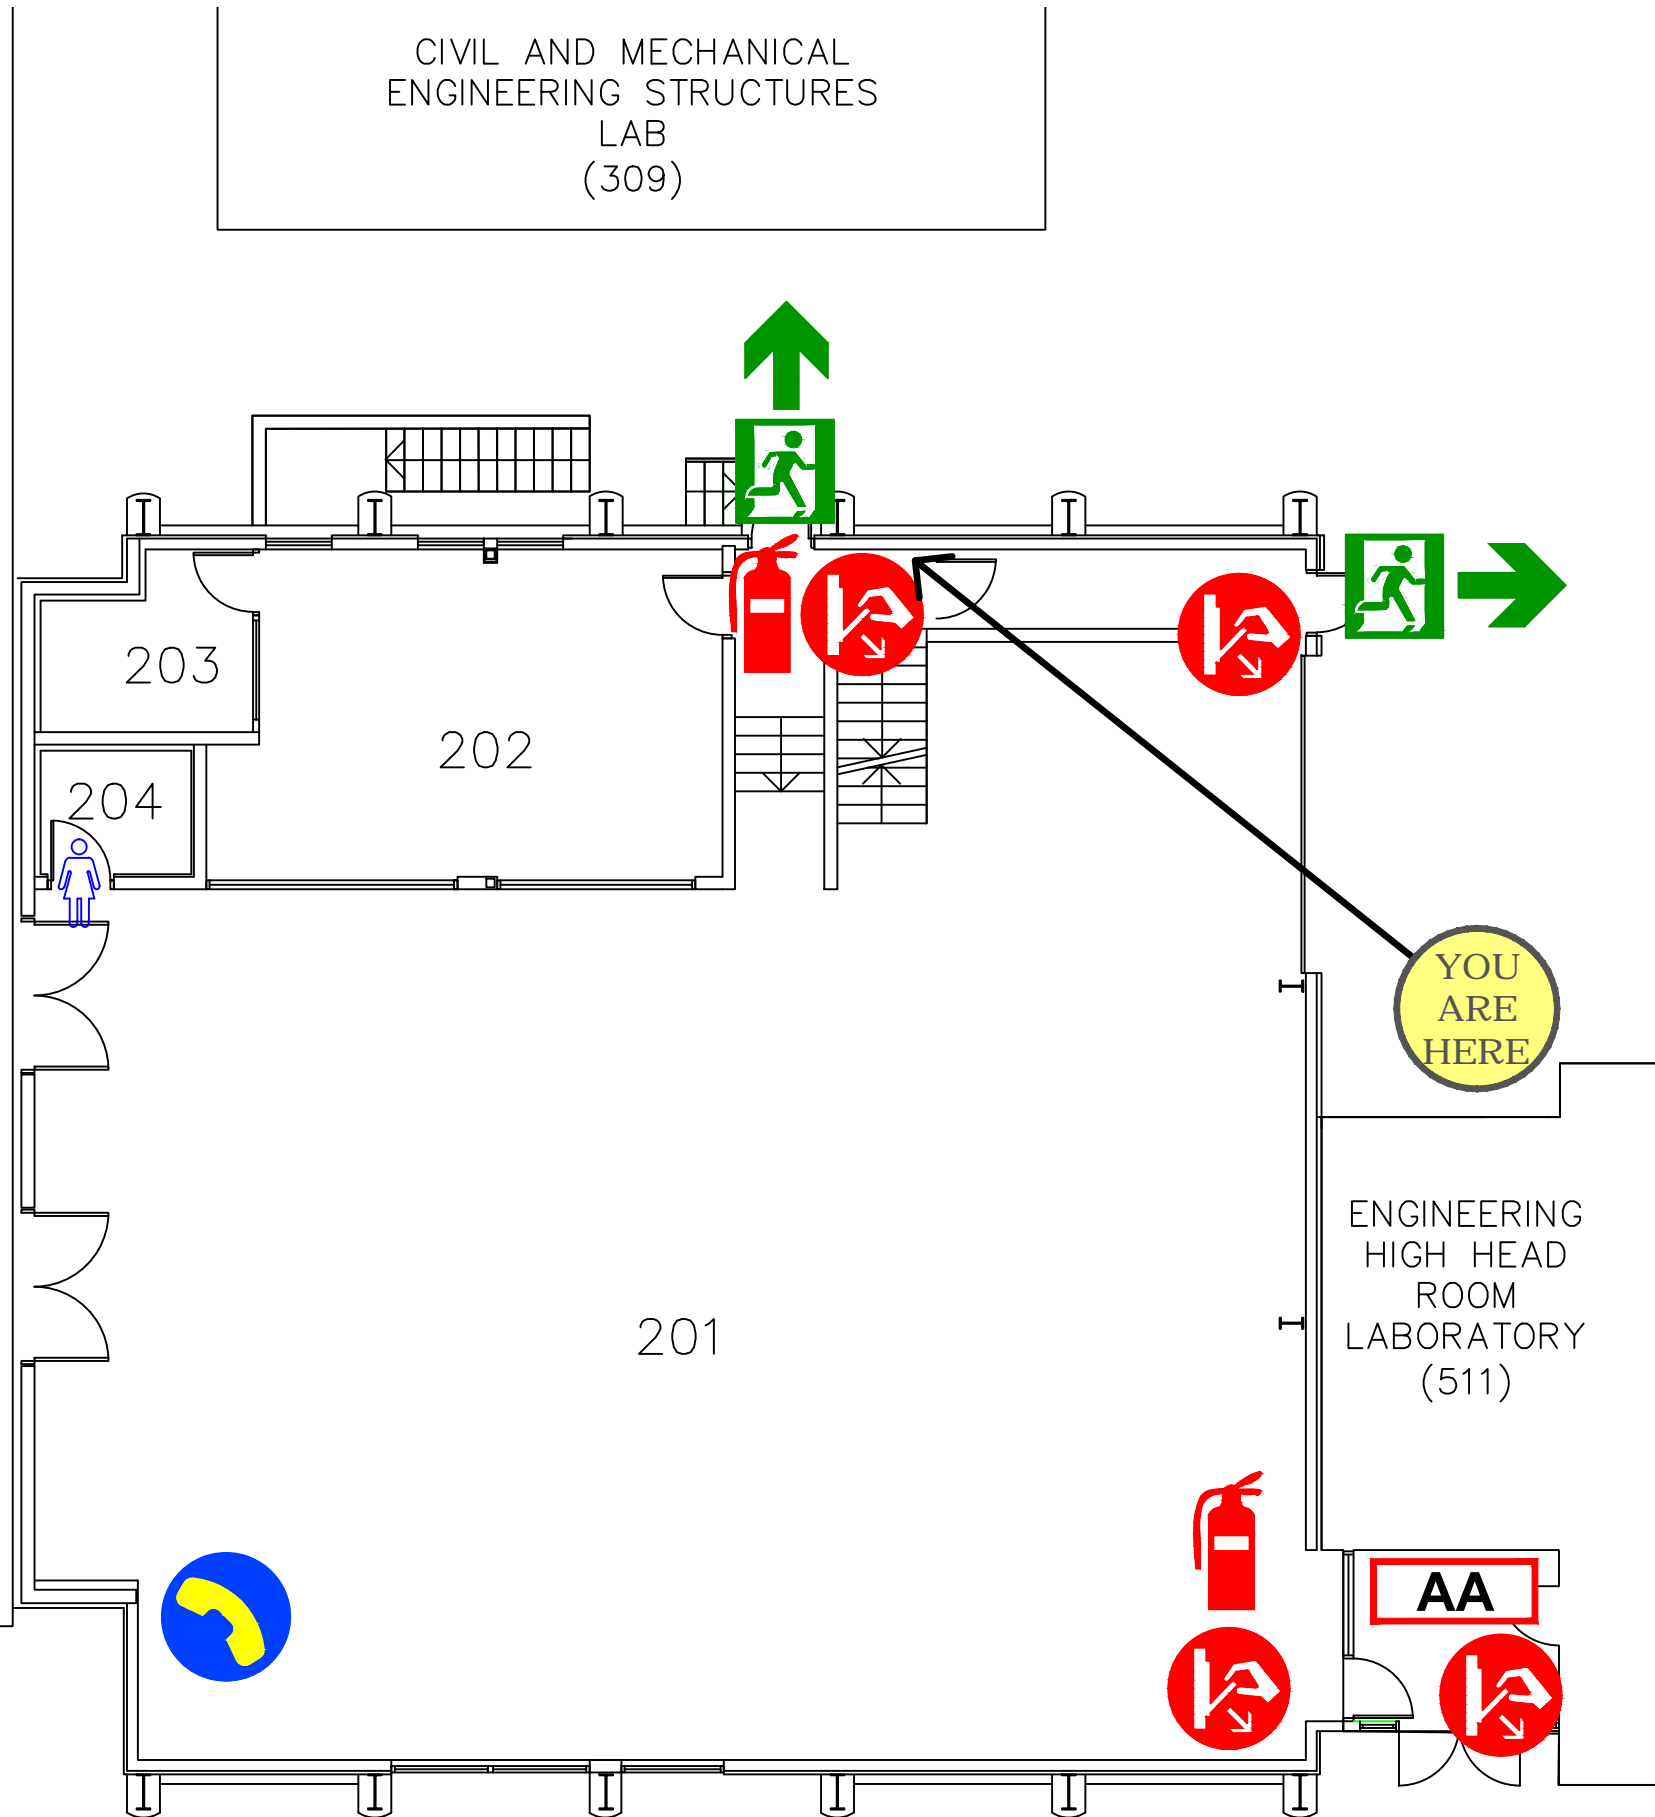 CIVIL AND MECHANICAL
ENGINEERING STRUCTURES
LAB
(309)
203
202
204
YOU
ARE
HERE
ENGINEERING
HIGH HEAD
ROOM
LABORATORY
(511)
201
AA